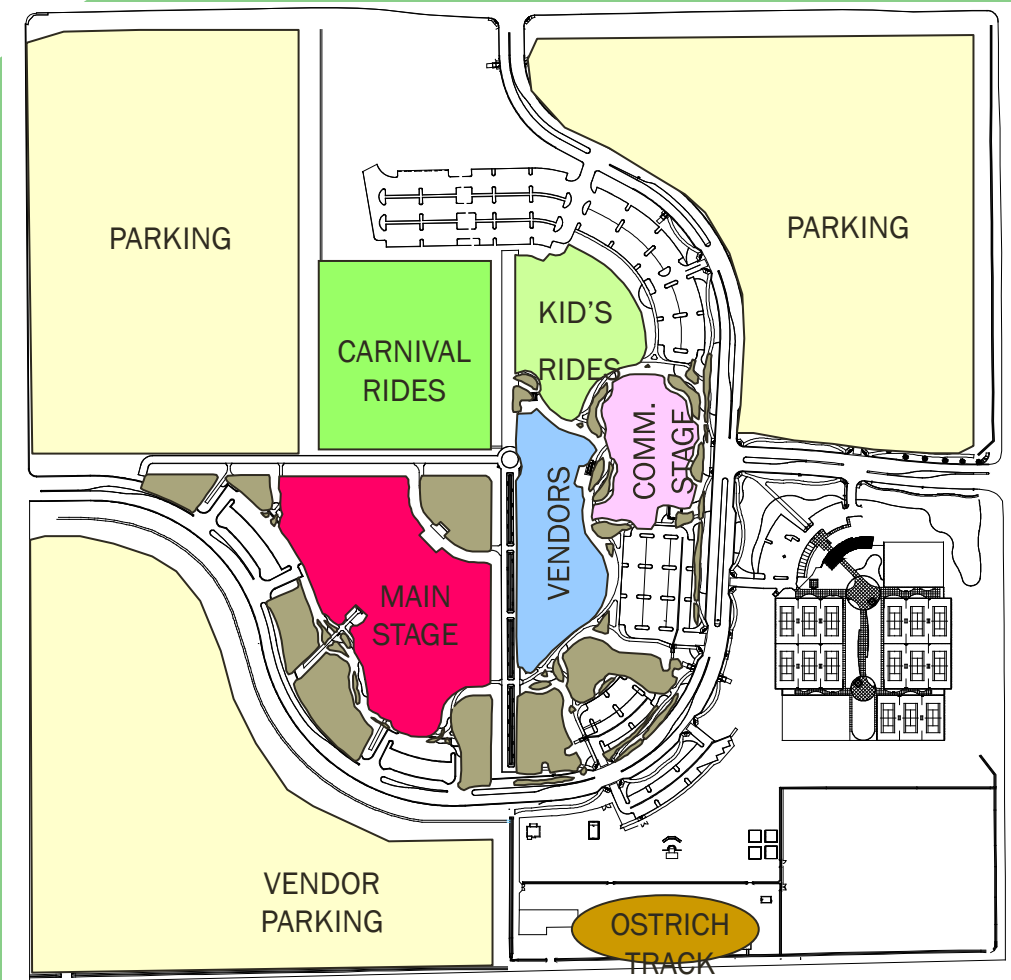 PARKING
PARKING
KID'S
RIDES
CARNIVAL
RIDES
COMM.
STAGE
VENDORS
MAIN
STAGE
VENDOR
PARKING
OSTRICH
TRACK